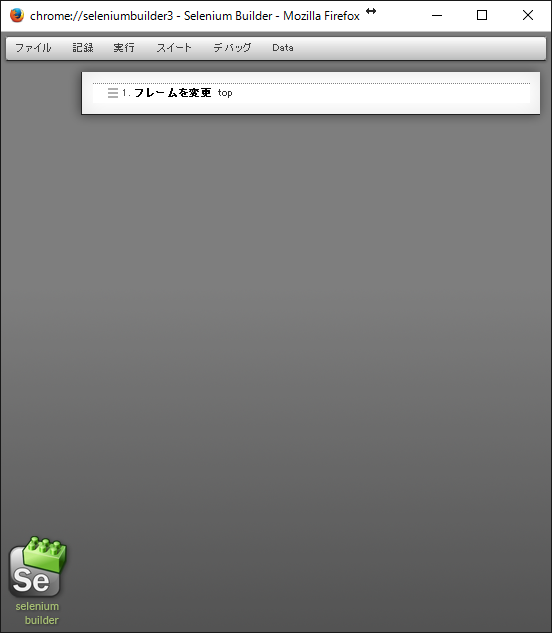 chrome://seleniumbuilder3 - Selenium Builder - Mozilla Firefox
ファイル 記録 実行 スイート デバッグ Data
1. フレームを変更 top
Se
selenium
builder